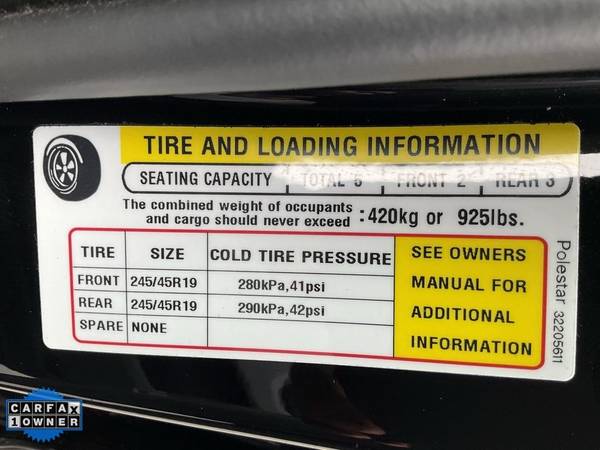 TIRE AND LOADING INFORMATION
SEATING CAPACITY TOTAL 5 FRONT 2 REAR 3
The combined weight of occupants
and cargo should never exceed : 420kg or 925lbs.
TIRE SIZE COLD TIRE PRESSURE
FRONT 245/45R19 280kPa,41psi
REAR 245/45R19 290kPa,42psi
SPARE NONE
SEE OWNERS
MANUAL FOR
ADDITIONAL
INFORMATION
Polestar 32205611
CARFAX
1 OWNER